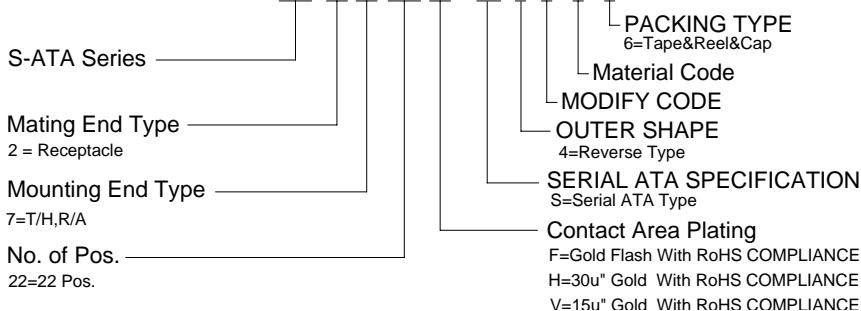 PACKING TYPE
6=Tape&Reel&Cap
S-ATA Series
Material Code
MODIFY CODE
Mating End Type
2 = Receptacle
OUTER SHAPE
4=Reverse Type
Mounting End Type
7=T/H,R/A
SERIAL ATA SPECIFICATION
S=Serial ATA Type
Contact Area Plating
No. of Pos.
22=22 Pos.
F=Gold Flash With RoHS COMPLIANCE
H=30u" Gold With RoHS COMPLIANCE
V=15u" Gold With RoHS COMPLIANCE